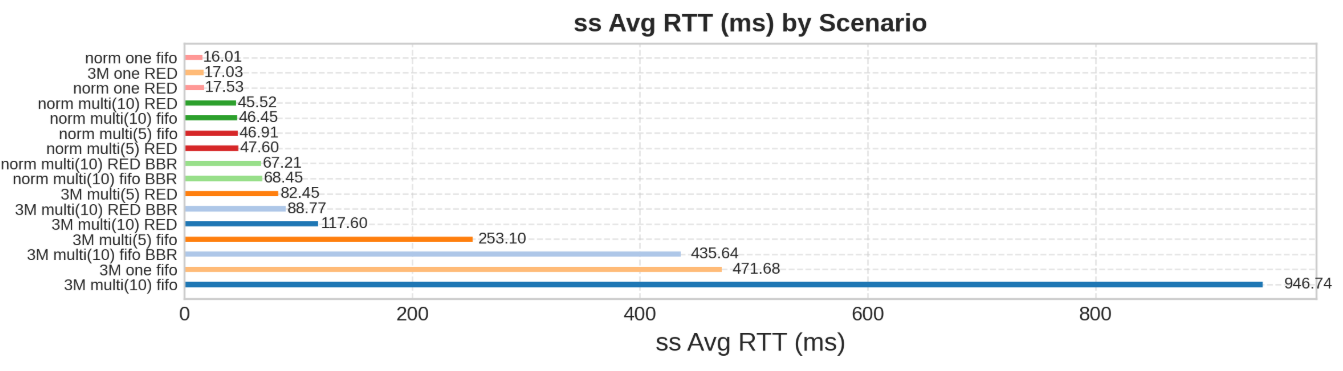 ss Avg RTT (ms) by Scenario
norm one fifo 16.01
3M one RED 17.03
norm one RED 17.53
norm multi(10) RED 45.52
norm multi(10) fifo 46.45
norm multi(5) fifo 46.91
norm multi(5) RED 47.60
norm multi(10) RED BBR 67.21
norm multi(10) fifo BBR 68.45
3M multi(5) RED 82.45
3M multi(10) RED BBR 88.77
3M multi(10) RED 117.60
3M multi(5) fifo 253.10
3M multi(10) fifo BBR 435.64
3M one fifo 471.68
3M multi(10) fifo 946.74
0 200 400 600 800
ss Avg RTT (ms)